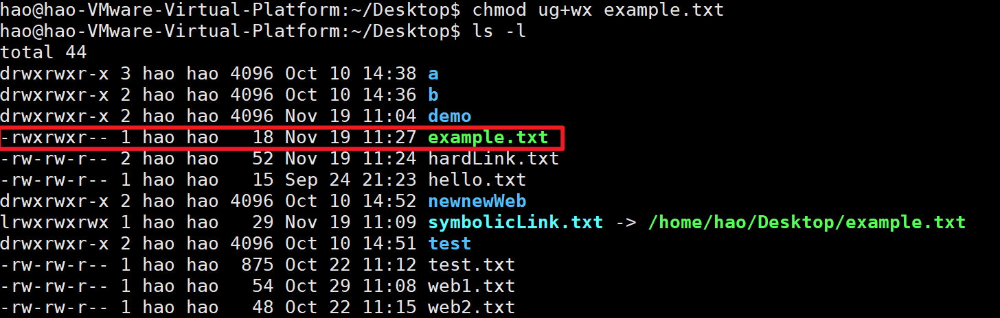 hao@hao-VMware-Virtual-Platform:~/Desktop$ chmod ug+wx example.txt
hao@hao-VMware-Virtual-Platform:~/Desktop$ ls -l
total 44
drwxrwxr-x 3 hao hao 4096 Oct 10 14:38 a
drwxrwxr-x 2 hao hao 4096 Oct 10 14:36 b
drwxrwxr-x 2 hao hao 4096 Nov 19 11:04 demo
-rwxrwxr-- 1 hao hao   18 Nov 19 11:27 example.txt
-rw-rw-r-- 2 hao hao   52 Nov 19 11:24 hardLink.txt
-rw-rw-r-- 1 hao hao   15 Sep 24 21:23 hello.txt
drwxrwxr-x 2 hao hao 4096 Oct 10 14:52 newnewWeb
lrwxrwxrwx 1 hao hao   29 Nov 19 11:09 symbolicLink.txt -> /home/hao/Desktop/example.txt
drwxrwxr-x 2 hao hao 4096 Oct 10 14:51 test
-rw-rw-r-- 1 hao hao  875 Oct 22 11:12 test.txt
-rw-rw-r-- 1 hao hao   54 Oct 29 11:08 web1.txt
-rw-rw-r-- 1 hao hao   48 Oct 22 11:15 web2.txt